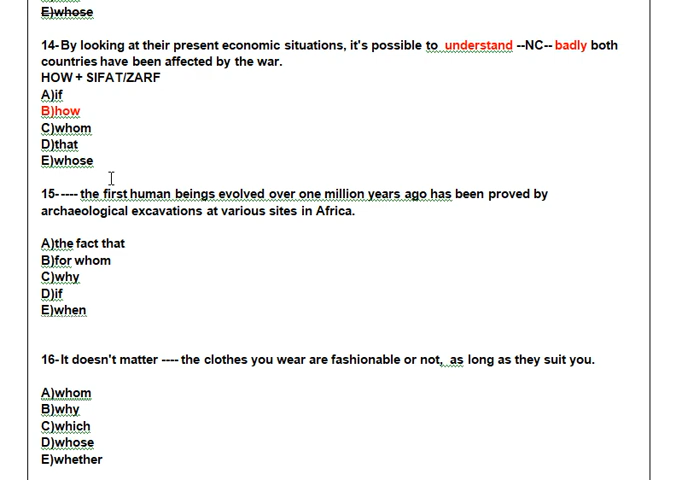 E)whose
14-By looking at their present economic situations, it's possible to understand --NC-- badly both
countries have been affected by the war.
HOW + SIFAT/ZARF
A)if
B)how
C)whom
D)that
E)whose
15----- the first human beings evolved over one million years ago has been proved by
archaeological excavations at various sites in Africa.
A)the fact that
B)for whom
C)why
D)if
E)when
16-It doesn't matter ---- the clothes you wear are fashionable or not, as long as they suit you.
A)whom
B)why
C)which
D)whose
E)whether